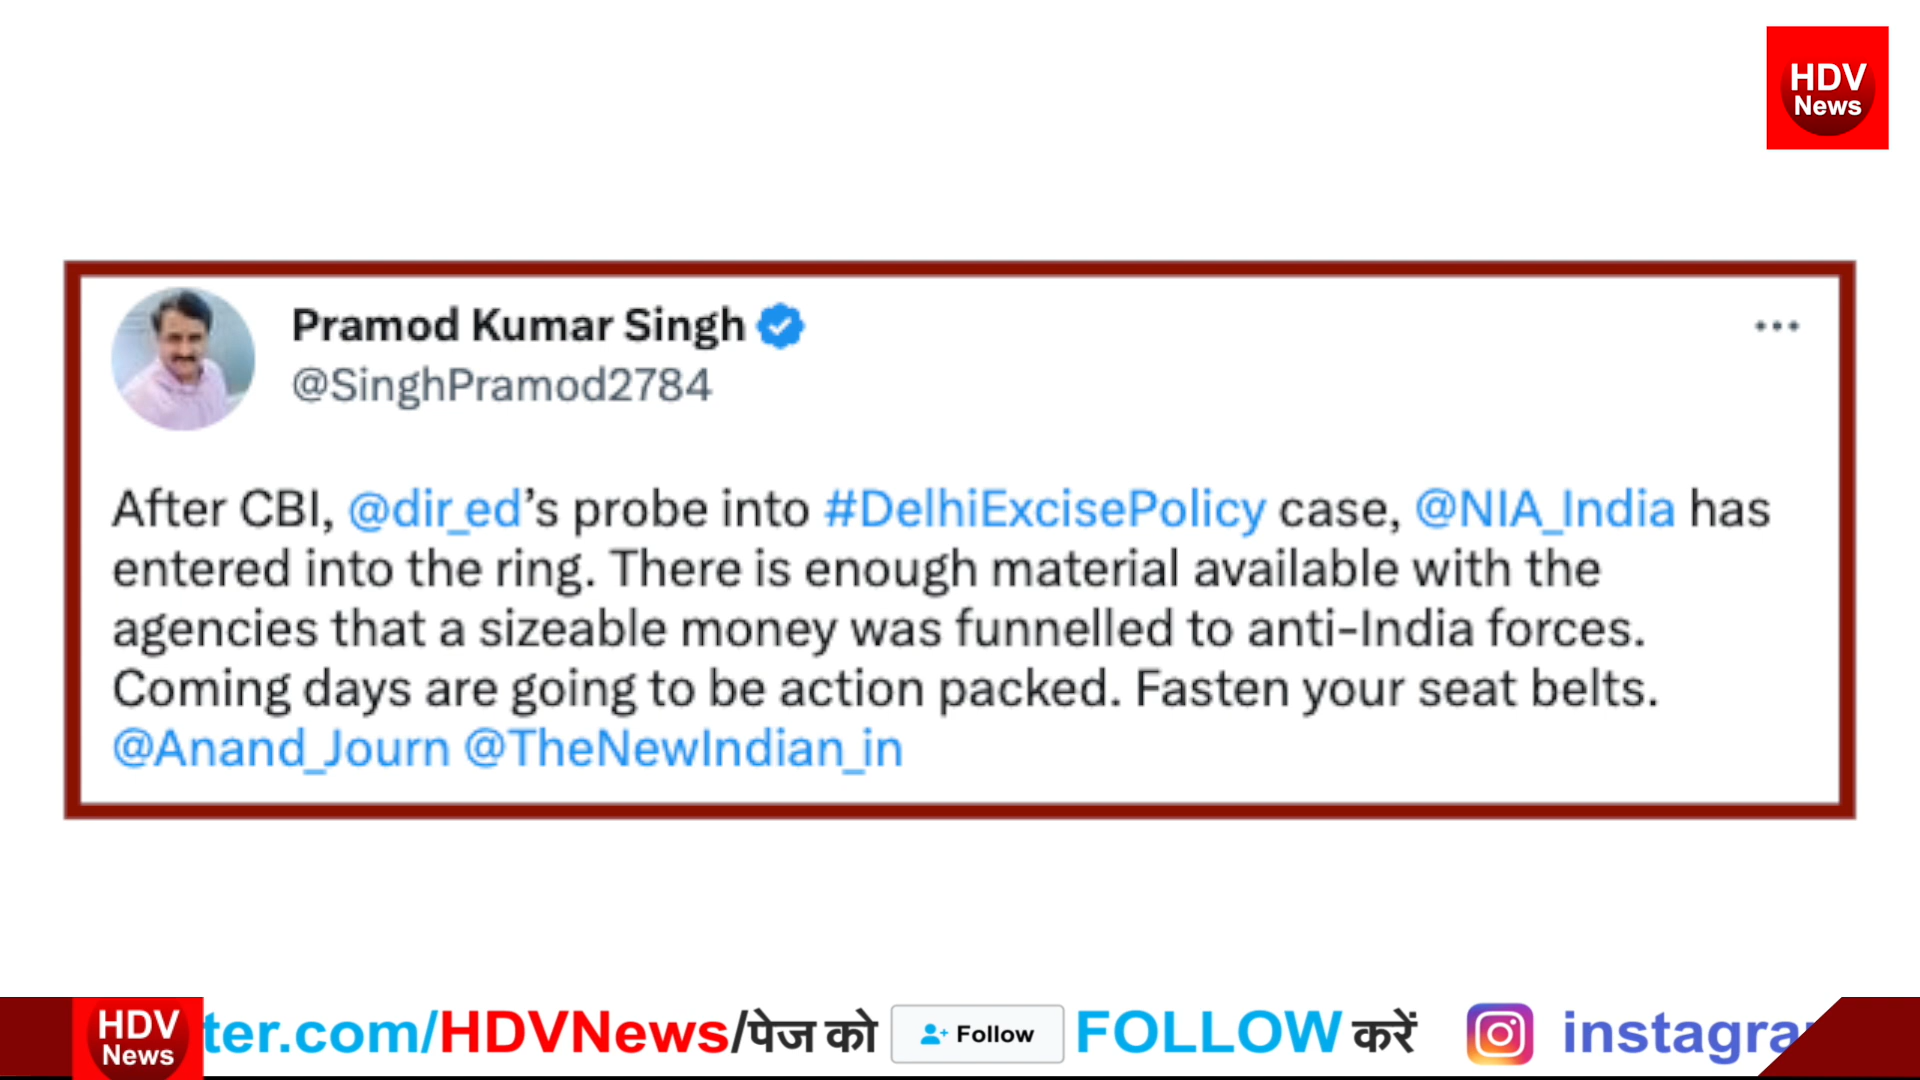 HDV
News
Pramod Kumar Singh
@SinghPramod2784
After CBI, @dir_ed’s probe into #DelhiExcisePolicy case, @NIA_India has
entered into the ring. There is enough material available with the
agencies that a sizeable money was funnelled to anti-India forces.
Coming days are going to be action packed. Fasten your seat belts.
@Anand_Journ @TheNewIndian_in
HDV
News
ter.com/HDVNews/पेज को Follow FOLLOW करें instagra